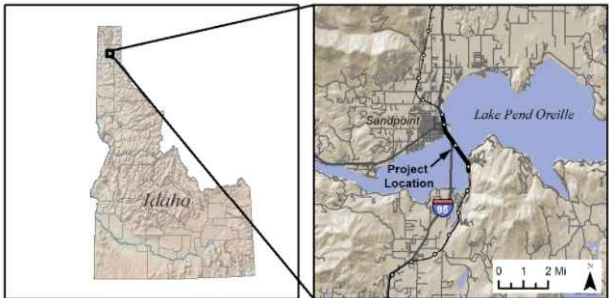 Idaho
Sandpoint
Lake Pend Oreille
Project
Location
95
0 1 2 Mi
N